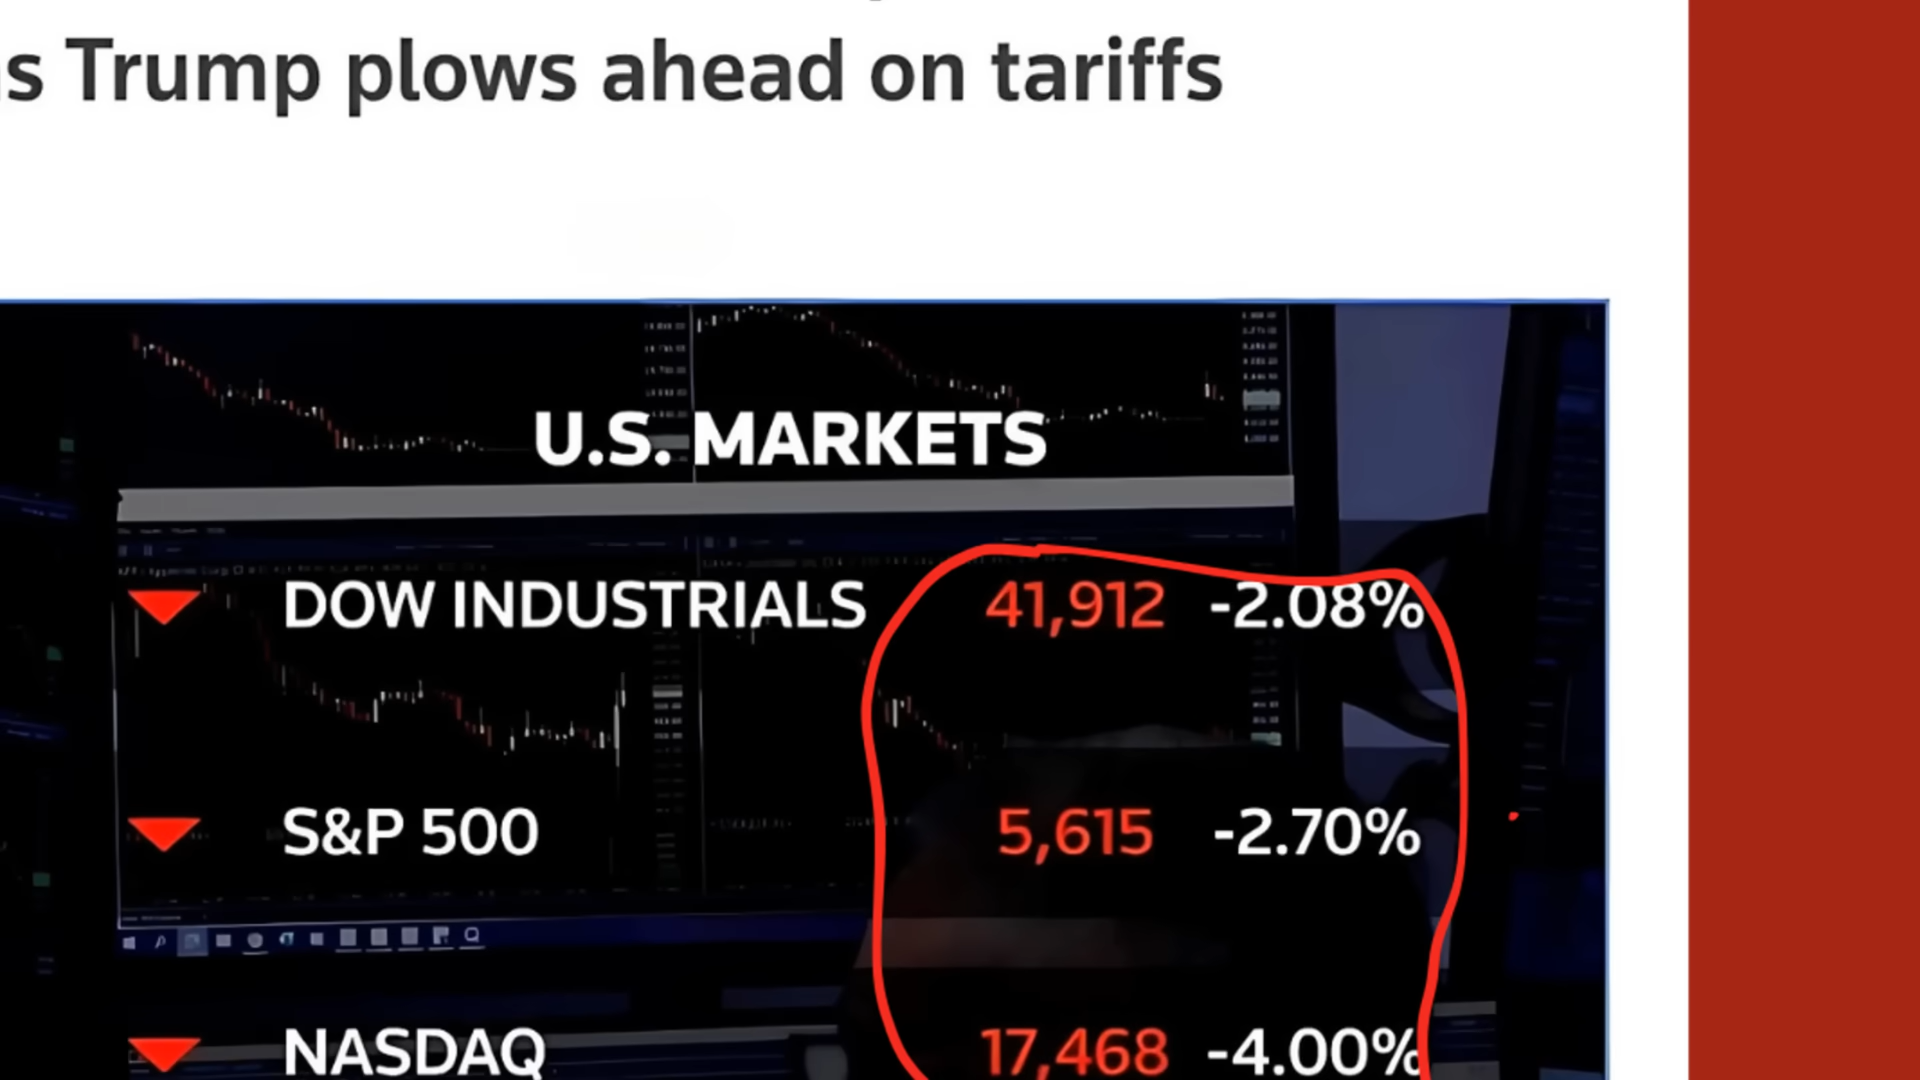 s Trump plows ahead on tariffs
U.S. MARKETS
DOW INDUSTRIALS 41,912 -2.08%
S&P 500 5,615 -2.70%
NASDAQ 17,468 -4.00%